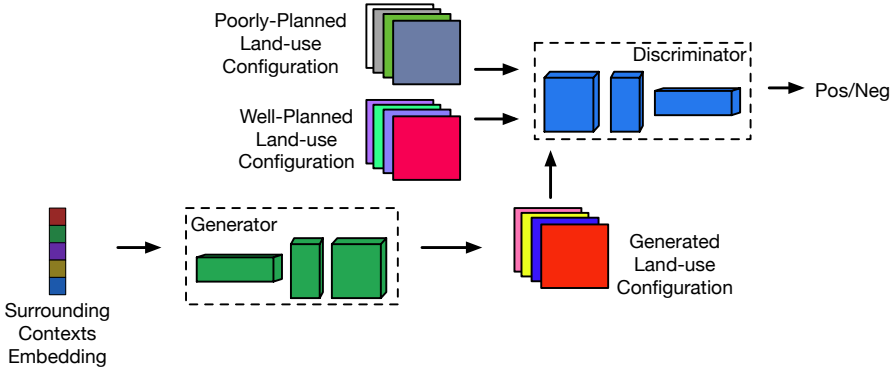 Poorly-Planned
Land-use
Configuration
Discriminator
Pos/Neg
Well-Planned
Land-use
Configuration
Generator
Generated
Land-use
Configuration
Surrounding
Contexts
Embedding